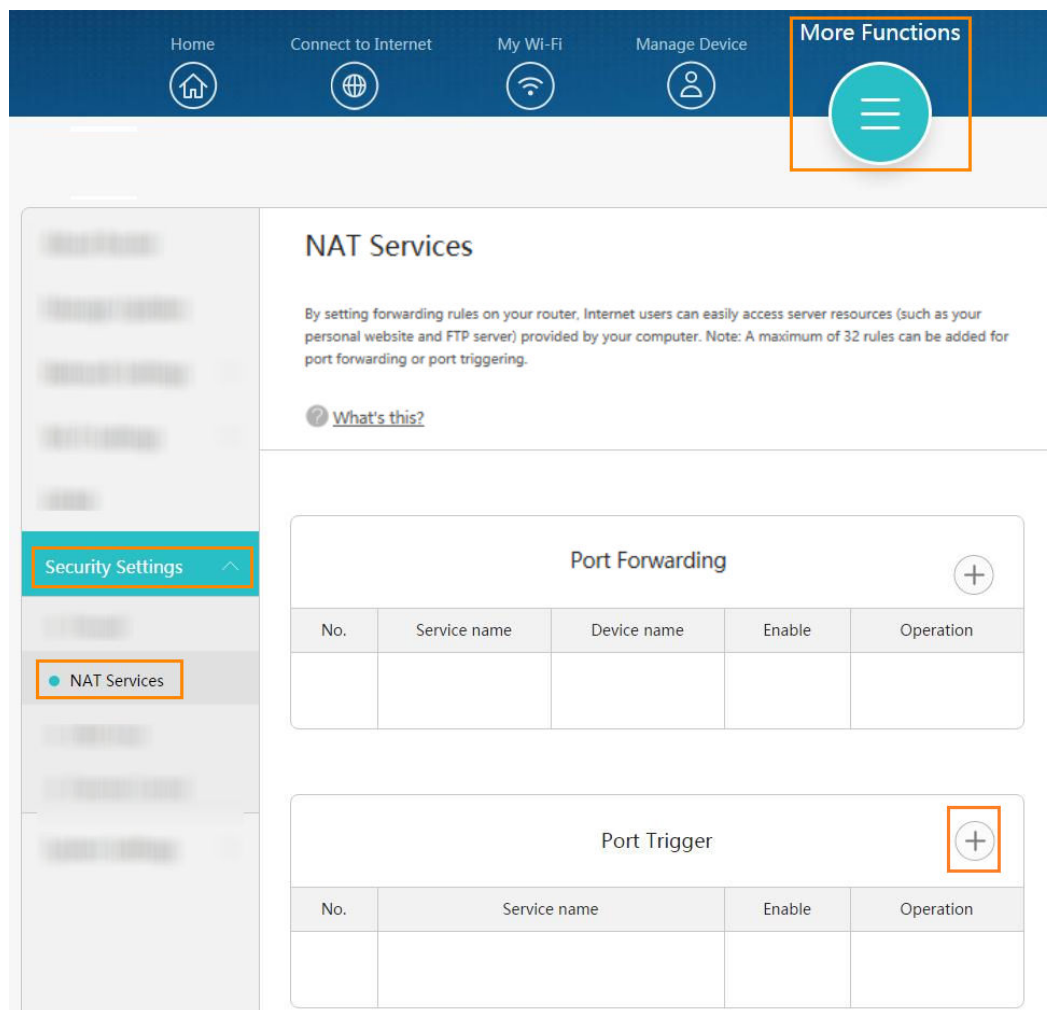 Home
Connect to Internet
My Wi-Fi
Manage Device
More Functions
NAT Services
By setting forwarding rules on your router, Internet users can easily access server resources (such as your
personal website and FTP server) provided by your computer. Note: A maximum of 32 rules can be added for
port forwarding or port triggering.
? What's this?
Security Settings
NAT Services
Port Forwarding
No. Service name Device name Enable Operation
Port Trigger
No. Service name Enable Operation